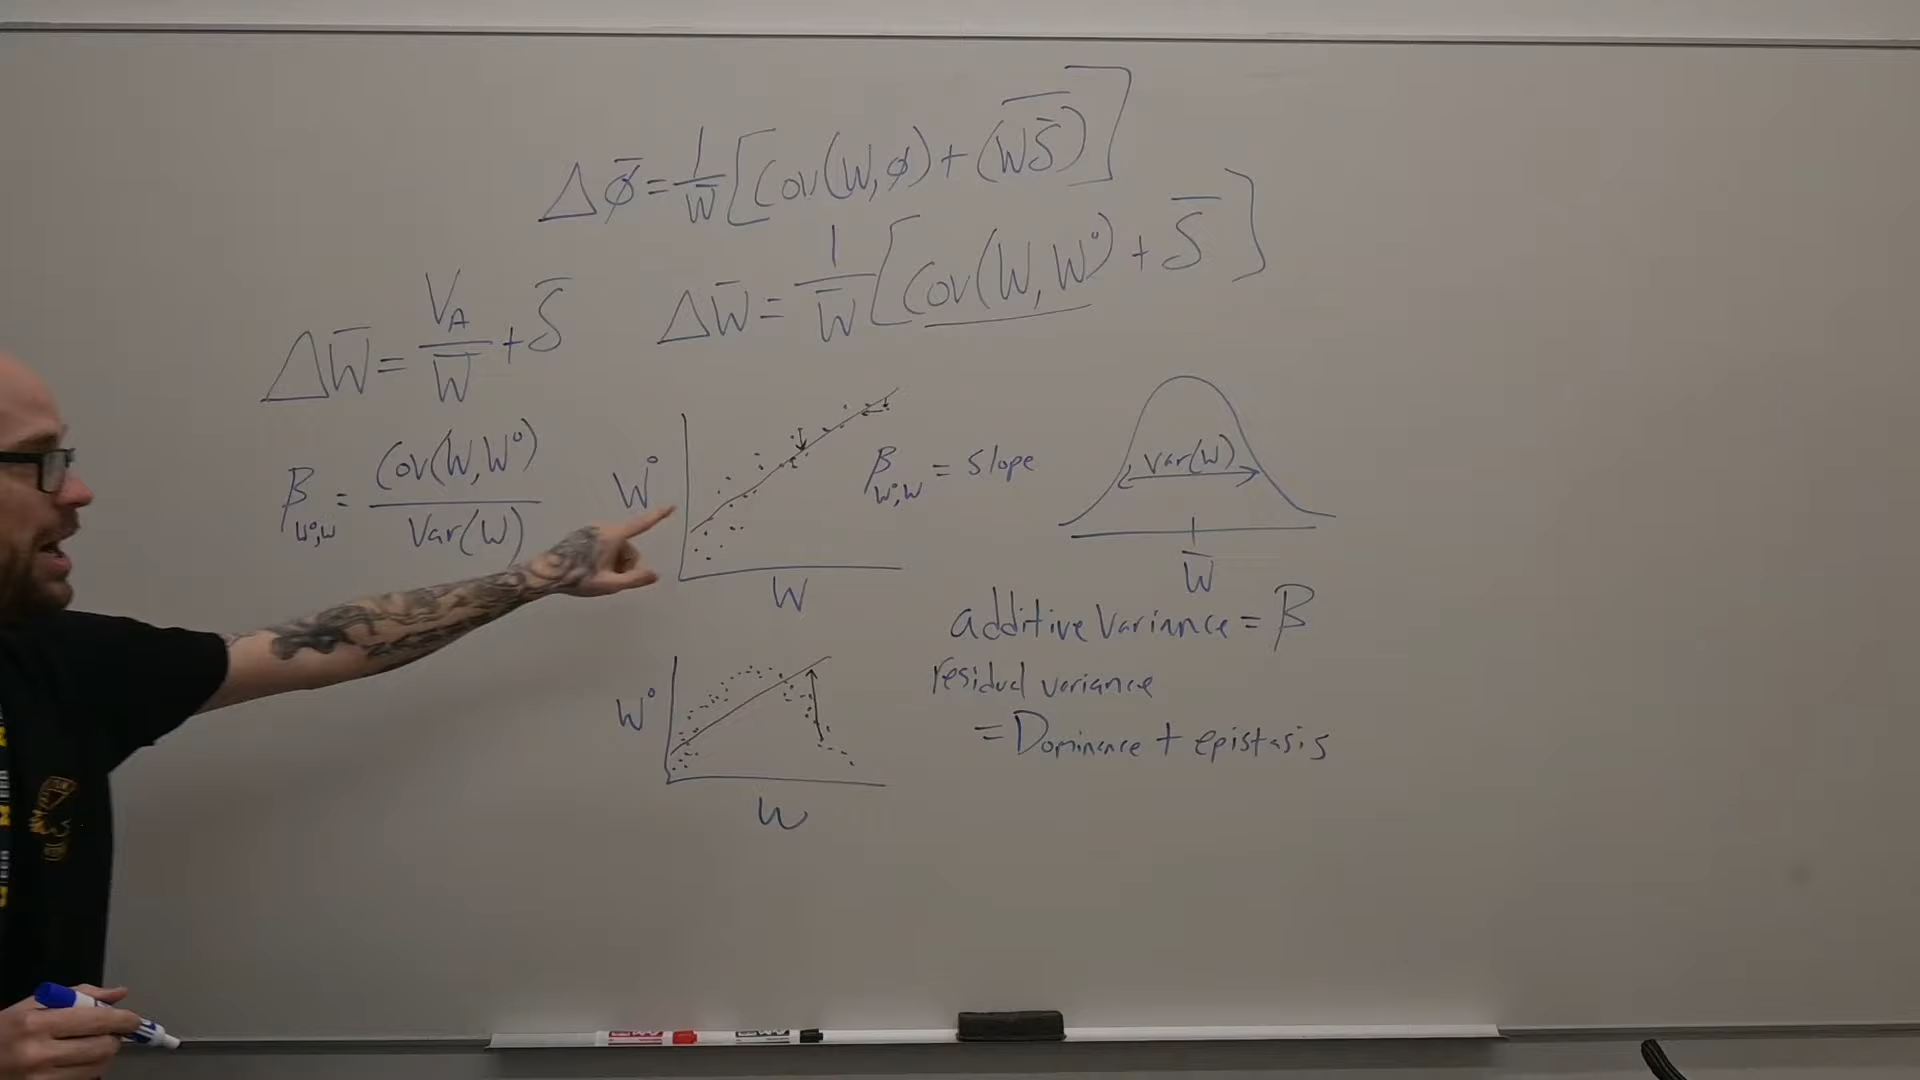 Δφ̄ = 1/W̄ [Cov(W,φ) + (W̄δ̄)]
ΔW̄ = 1/W̄ [Cov(W,W°) + δ̄]
ΔW̄ = V_A/W̄ + δ̄
β_W°,W = Cov(W,W°)/Var(W)
W°
W
β_W°,W = Slope
Var(W)
W̄
additive Variance = β
residual variance
= Dominance + epistasis
W°
W